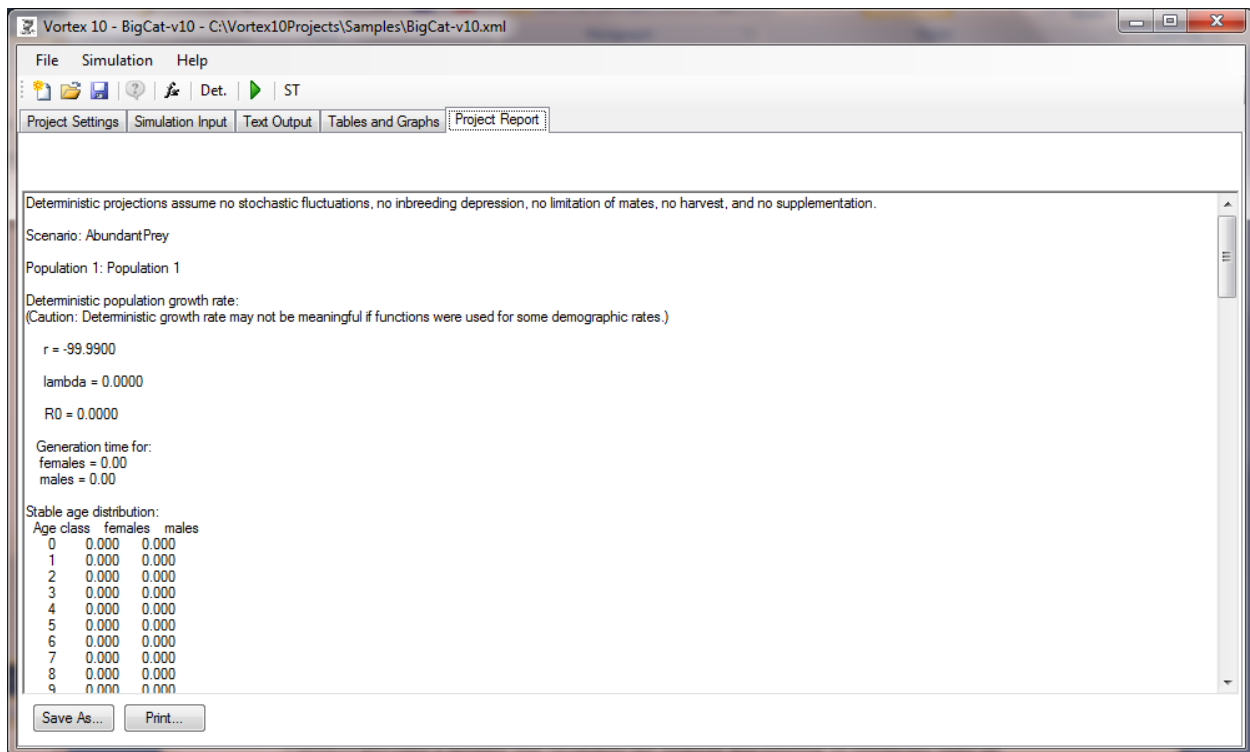 Vortex 10 - BigCat-v10 - C:\Vortex10Projects\Samples\BigCat-v10.xml
File Simulation Help
fx Det. ST
Project Settings Simulation Input Text Output Tables and Graphs Project Report
Deterministic projections assume no stochastic fluctuations, no inbreeding depression, no limitation of mates, no harvest, and no supplementation.
Scenario: AbundantPrey
Population 1: Population 1
Deterministic population growth rate:
(Caution: Deterministic growth rate may not be meaningful if functions were used for some demographic rates.)
r = -99.9900
lambda = 0.0000
R0 = 0.0000
Generation time for:
females = 0.00
males = 0.00
Stable age distribution:
Age class females males
0 0.000 0.000
1 0.000 0.000
2 0.000 0.000
3 0.000 0.000
4 0.000 0.000
5 0.000 0.000
6 0.000 0.000
7 0.000 0.000
8 0.000 0.000
9 0.000 0.000
Save As... Print...